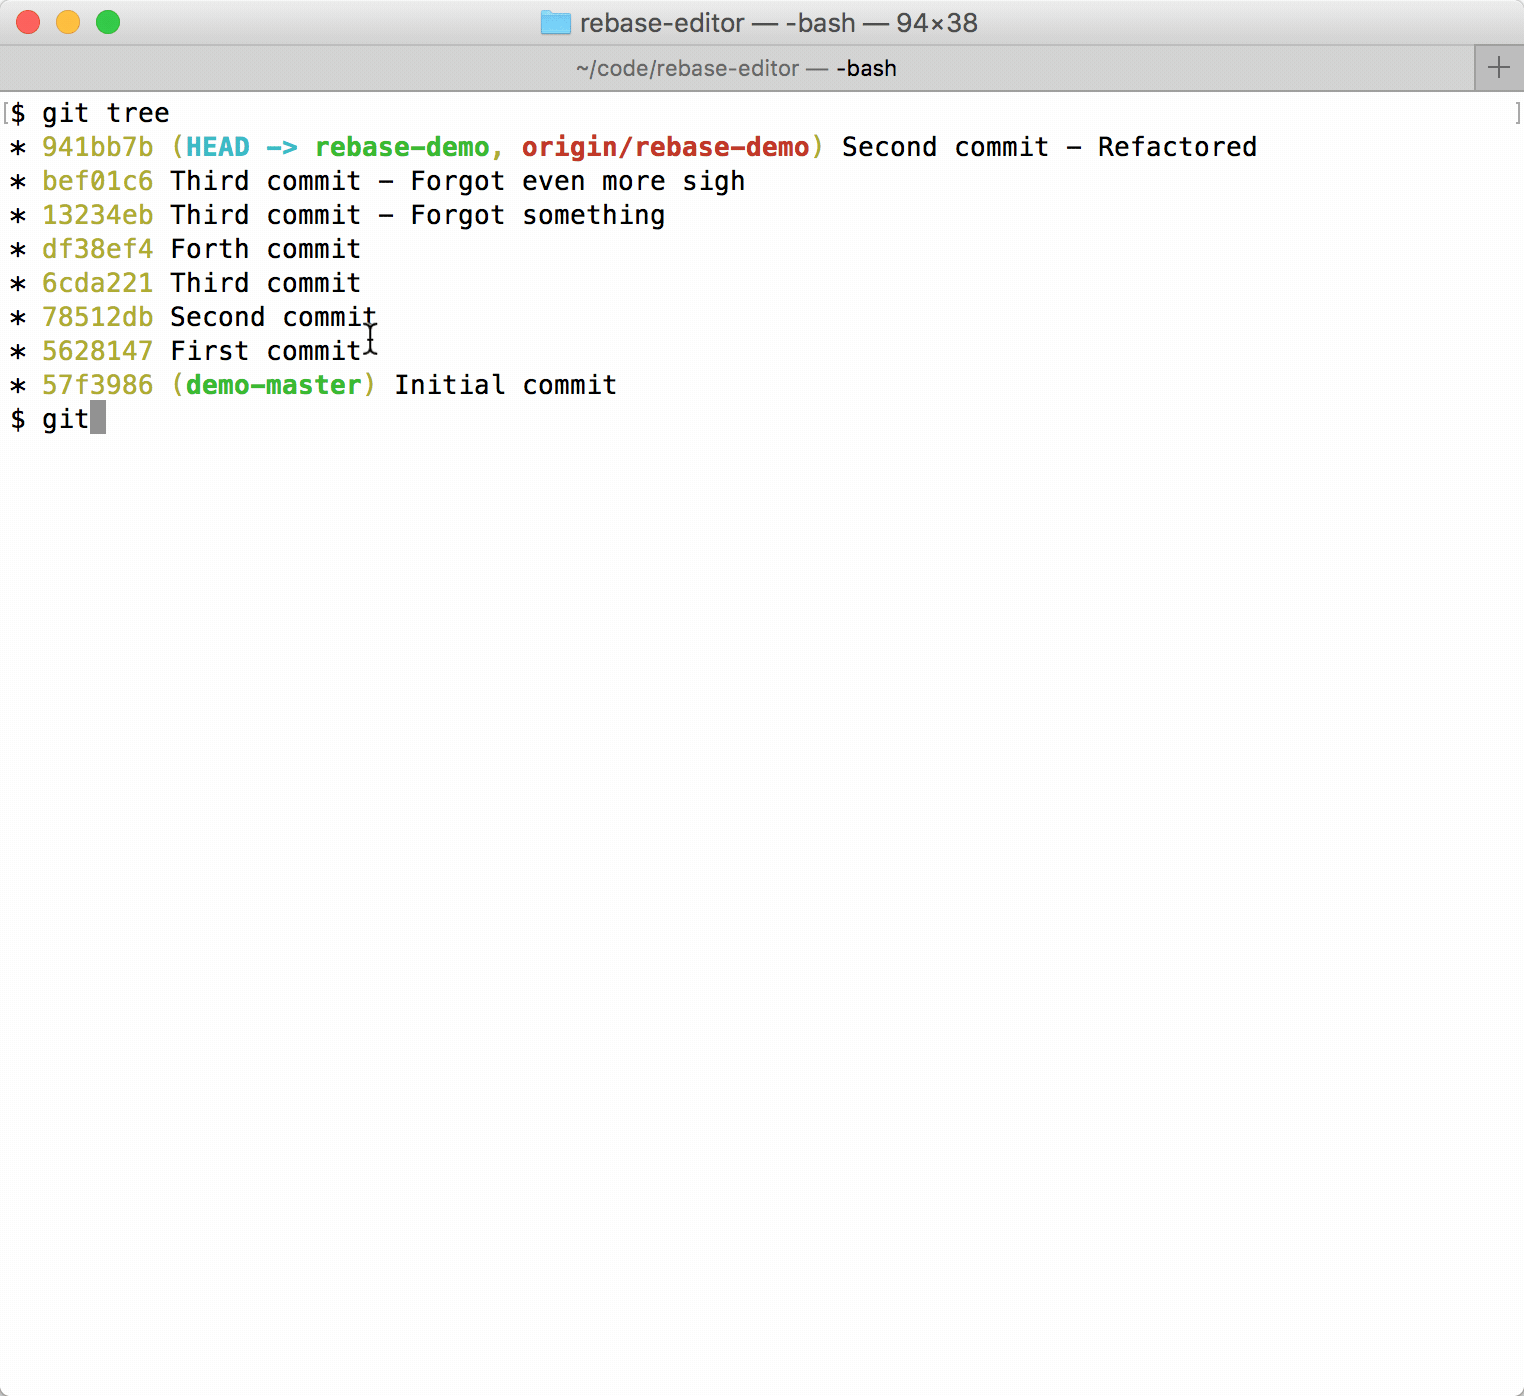 rebase-editor — -bash — 94×38
~/code/rebase-editor — -bash
[$ git tree ]
* 941bb7b (HEAD -> rebase-demo, origin/rebase-demo) Second commit - Refactored
* bef01c6 Third commit - Forgot even more sigh
* 13234eb Third commit - Forgot something
* df38ef4 Forth commit
* 6cda221 Third commit
* 78512db Second commit
* 5628147 First commit
* 57f3986 (demo-master) Initial commit
$ git